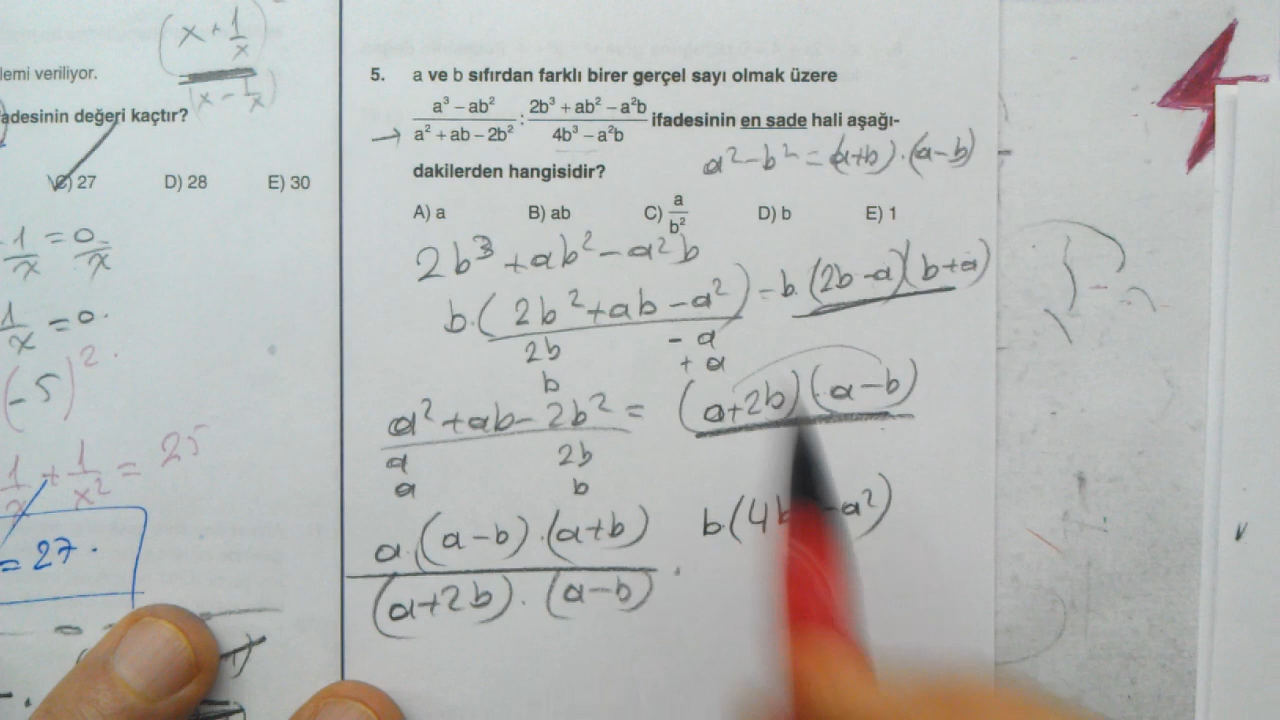 (x + 1/x)
(x - 1/x)
lemi veriliyor.
adesinin değeri kaçtır?
C) 27 D) 28 E) 30
1/x = 0/x
1/x = 0.
(-5)².
1/x + 1/x² = 25
= 27.
5. a ve b sıfırdan farklı birer gerçel sayı olmak üzere
→ a³ – ab² / a² + ab – 2b² : 2b³ + ab² – a²b / 4b³ – a²b ifadesinin en sade hali aşağı-
a² - b² = (a+b).(a-b)
dakilerden hangisidir?
A) a B) ab C) a/b² D) b E) 1
2b³ + ab² - a²b
b.(2b² + ab - a²) = b.(2b - a)(b + a)
2b - a
b + a
a² + ab - 2b² = (a+2b)(a-b)
a 2b
a b
a.(a-b).(a+b) b(4b - a²)
(a+2b).(a-b) .